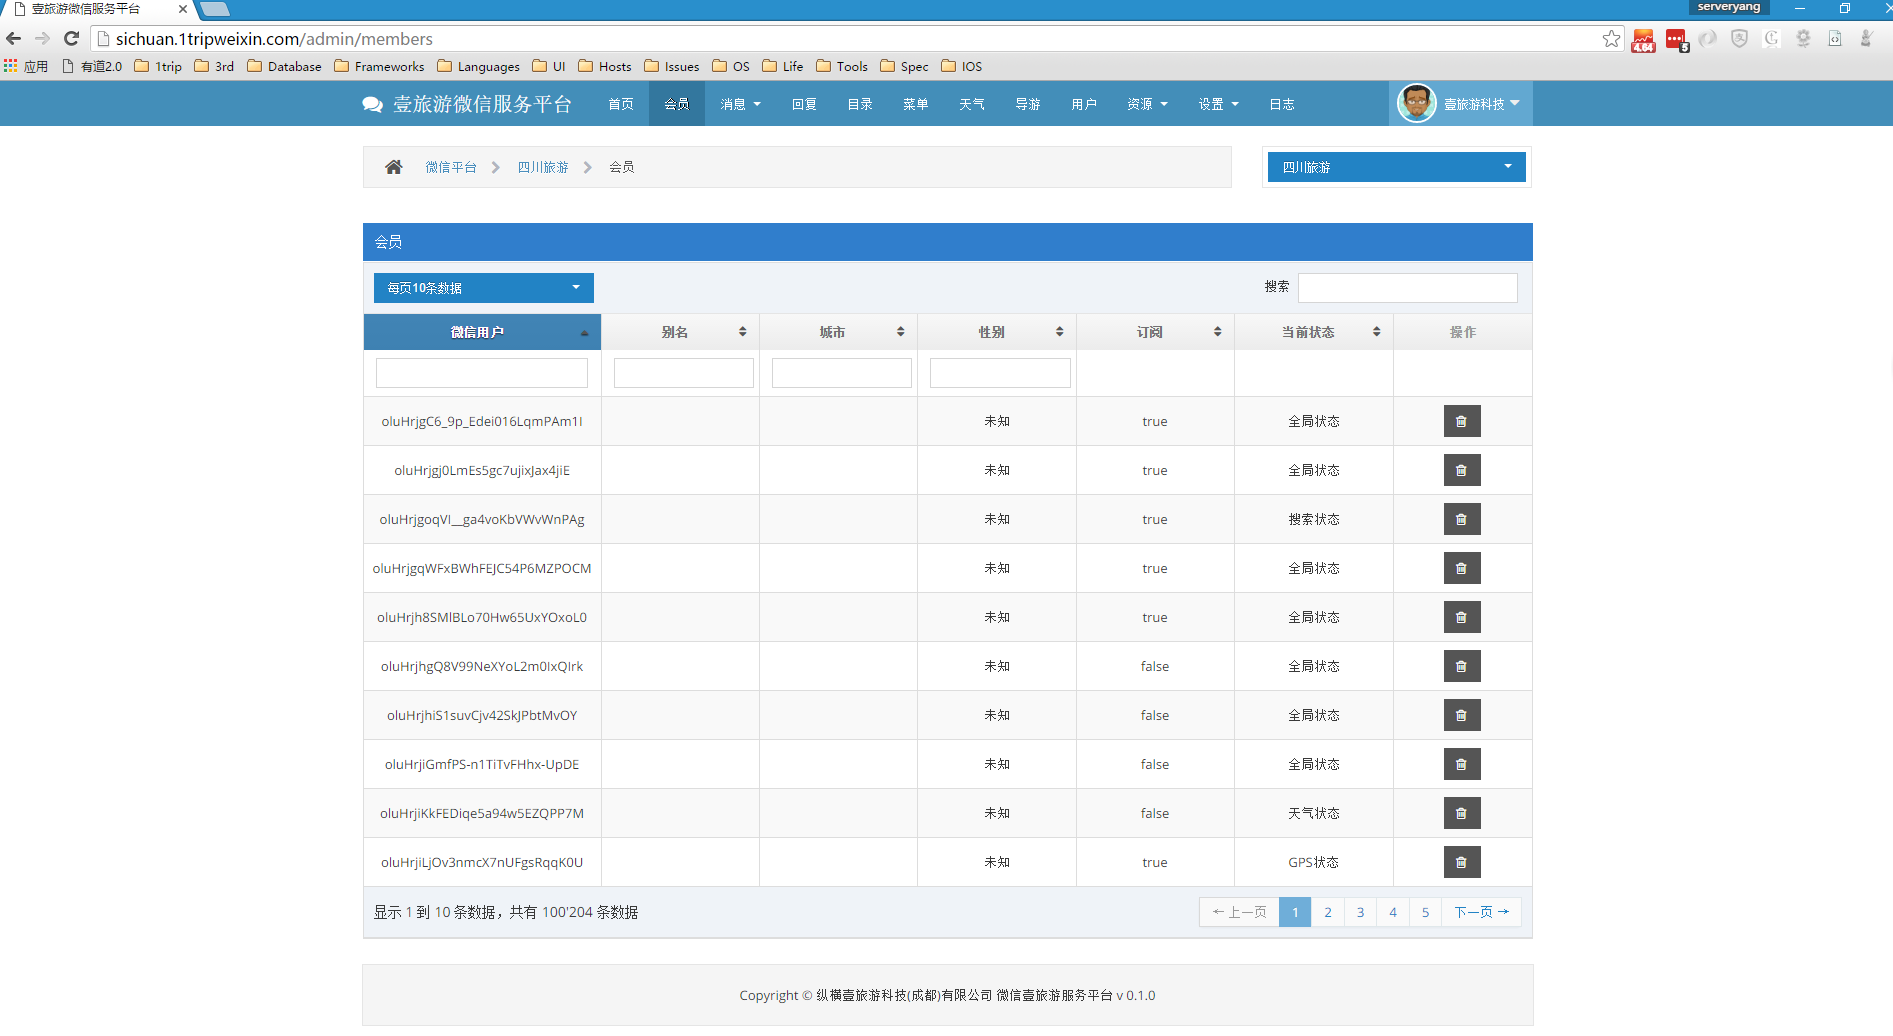 壹旅游微信服务平台
serveryang
sichuan.1tripweixin.com/admin/members
4.64
5
应用 有道2.0 1trip 3rd Database Frameworks Languages UI Hosts Issues OS Life Tools Spec IOS
壹旅游微信服务平台 首页 会员 消息 回复 目录 菜单 天气 导游 用户 资源 设置 日志 壹旅游科技
微信平台 四川旅游 会员 四川旅游
会员
每页10条数据 搜索
微信用户 别名 城市 性别 订阅 当前状态 操作
oluHrjgC6_9p_Edei016LqmPAm1I 未知 true 全局状态
oluHrjgj0LmEs5gc7ujixJax4jiE 未知 true 全局状态
oluHrjgoqVI__ga4voKbVWvWnPAg 未知 true 搜索状态
oluHrjgqWFxBWhFEJC54P6MZPOCM 未知 true 全局状态
oluHrjh8SMlBLo70Hw65UxYOxoL0 未知 true 全局状态
oluHrjhgQ8V99NeXYoL2m0IxQIrk 未知 false 全局状态
oluHrjhiS1suvCjv42SkJPbtMvOY 未知 false 全局状态
oluHrjiGmfPS-n1TiTvFHhx-UpDE 未知 false 全局状态
oluHrjiKkFEDiqe5a94w5EZQPP7M 未知 false 天气状态
oluHrjiLjOv3nmcX7nUFgsRqqK0U 未知 true GPS状态
显示 1 到 10 条数据，共有 100'204 条数据 ← 上一页 1 2 3 4 5 下一页 →
Copyright © 纵横壹旅游科技(成都)有限公司 微信壹旅游服务平台 v 0.1.0